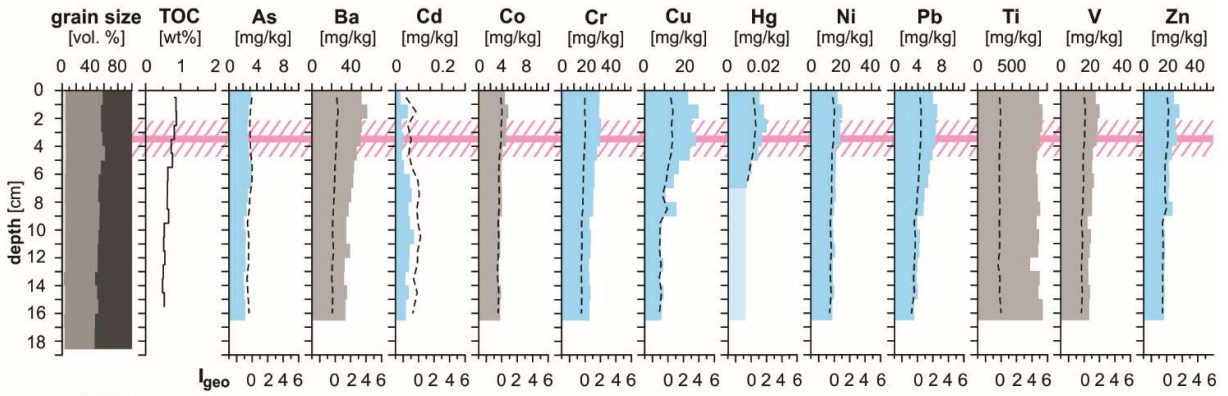 grain size TOC As Ba Cd Co Cr Cu Hg Ni Pb Ti V Zn
[vol. %] [wt%] [mg/kg] [mg/kg] [mg/kg] [mg/kg] [mg/kg] [mg/kg] [mg/kg] [mg/kg] [mg/kg] [mg/kg] [mg/kg] [mg/kg]
0 40 80 0 1 2 0 4 8 0 40 0 0.2 0 4 8 0 20 40 0 20 0 0.02 0 20 40 0 4 8 0 500 0 20 40 0 20 40
0
2
4
6
8
10
12
14
16
18
depth [cm]
Igeo 0 2 4 6 0 2 4 6 0 2 4 6 0 2 4 6 0 2 4 6 0 2 4 6 0 2 4 6 0 2 4 6 0 2 4 6 0 2 4 6 0 2 4 6 0 2 4 6